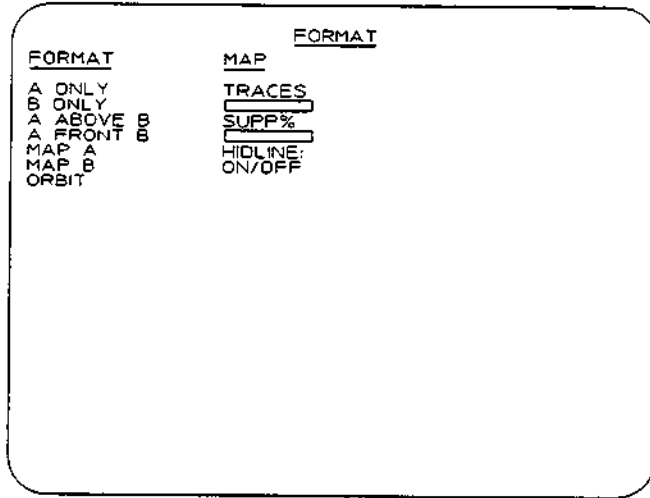 FORMAT
FORMAT
A ONLY
B ONLY
A ABOVE B
A FRONT B
MAP A
MAP B
ORBIT
MAP
TRACES
SUPP%
HIDLINE:
ON/OFF